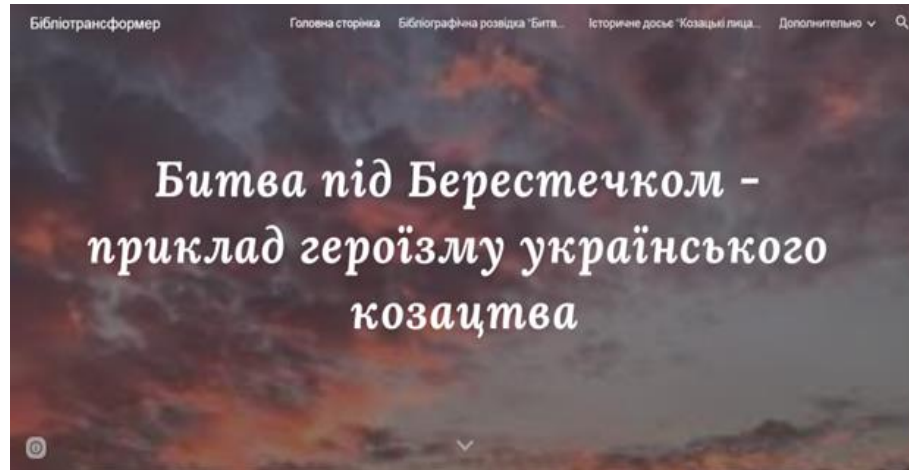 Бібліотрансформер
Головна сторінка
Бібліографічна розвідка "Битв...
Історичне досьє "Козацькі лица...
Дополнительно
Битва під Берестечком -
приклад героїзму українського
козацтва